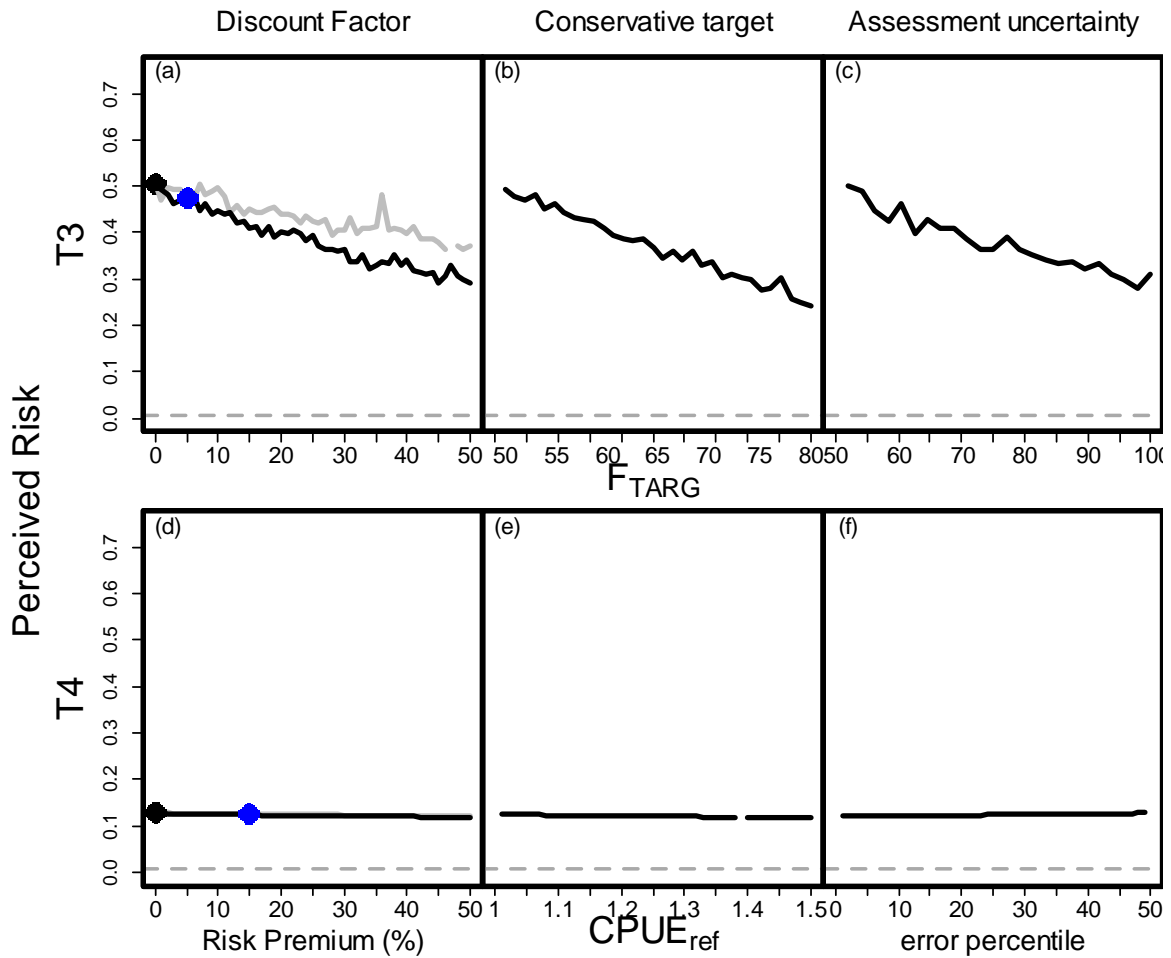 Discount Factor Conservative target Assessment uncertainty
(a) (b) (c)
Perceived Risk
T3
0.7
0.6
0.5
0.4
0.3
0.2
0.1
0.0
0 10 20 30 40 50 50 55 60 65 70 75 80 50 60 70 80 90 100
FTARG
(d) (e) (f)
T4
0.7
0.6
0.5
0.4
0.3
0.2
0.1
0.0
0 10 20 30 40 50 1 1.1 1.2 1.3 1.4 1.5 0 10 20 30 40 50
Risk Premium (%) CPUEref error percentile